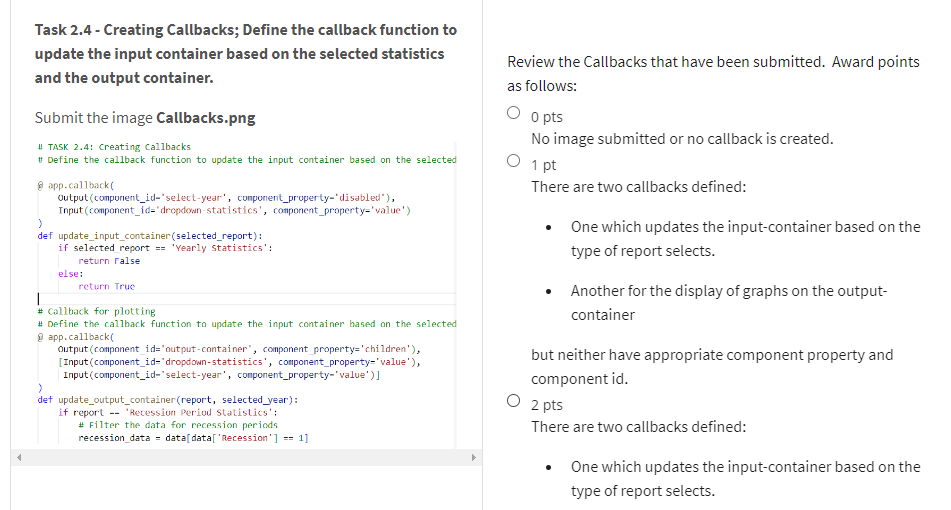 Task 2.4 - Creating Callbacks; Define the callback function to
update the input container based on the selected statistics
and the output container.
Submit the image Callbacks.png
# TASK 2.4: Creating Callbacks
# Define the callback function to update the input container based on the selected
@ app.callback(
Output(component_id='select-year', component_property='disabled'),
Input(component_id='dropdown-statistics', component_property='value')
)
def update_input_container(selected_report):
if selected_report == 'Yearly Statistics':
return False
else:
return True
# Callback for plotting
# Define the callback function to update the input container based on the selected
@ app.callback(
Output(component_id='output-container', component_property='children'),
[Input(component_id='dropdown-statistics', component_property='value'),
Input(component_id='select-year', component_property='value')]
)
def update_output_container(report, selected_year):
if report == 'Recession Period Statistics':
# Filter the data for recession periods
recession_data = data[data['Recession'] == 1]
Review the Callbacks that have been submitted. Award points
as follows:
0 pts
No image submitted or no callback is created.
1 pt
There are two callbacks defined:
• One which updates the input-container based on the
type of report selects.
• Another for the display of graphs on the output-
container
but neither have appropriate component property and
component id.
2 pts
There are two callbacks defined:
• One which updates the input-container based on the
type of report selects.